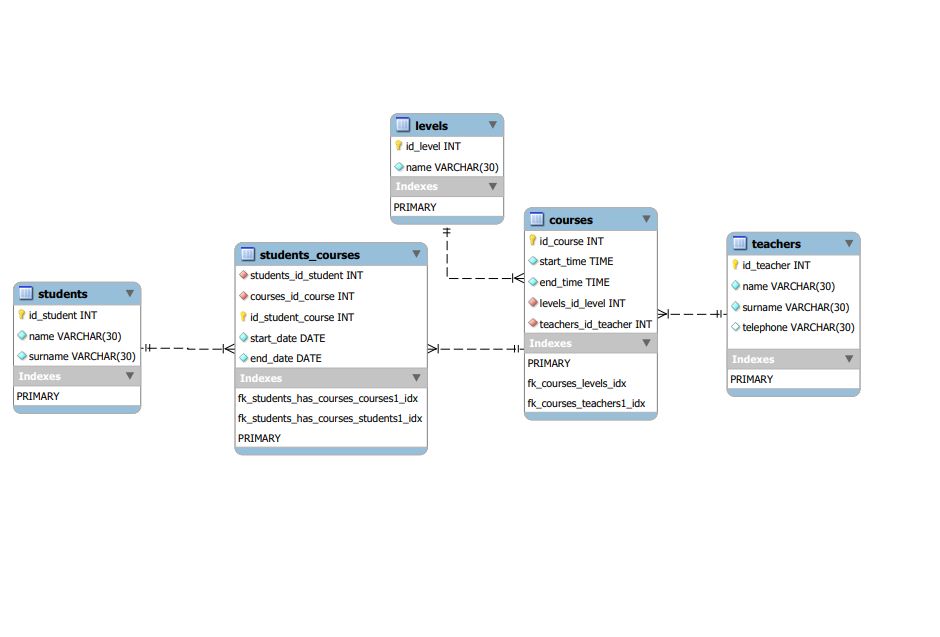 levels
id_level INT
name VARCHAR(30)
Indexes
PRIMARY
courses
id_course INT
start_time TIME
end_time TIME
levels_id_level INT
teachers_id_teacher INT
Indexes
PRIMARY
fk_courses_levels_idx
fk_courses_teachers1_idx
teachers
id_teacher INT
name VARCHAR(30)
surname VARCHAR(30)
telephone VARCHAR(30)
Indexes
PRIMARY
students_courses
students_id_student INT
courses_id_course INT
id_student_course INT
start_date DATE
end_date DATE
Indexes
fk_students_has_courses_courses1_idx
fk_students_has_courses_students1_idx
PRIMARY
students
id_student INT
name VARCHAR(30)
surname VARCHAR(30)
Indexes
PRIMARY